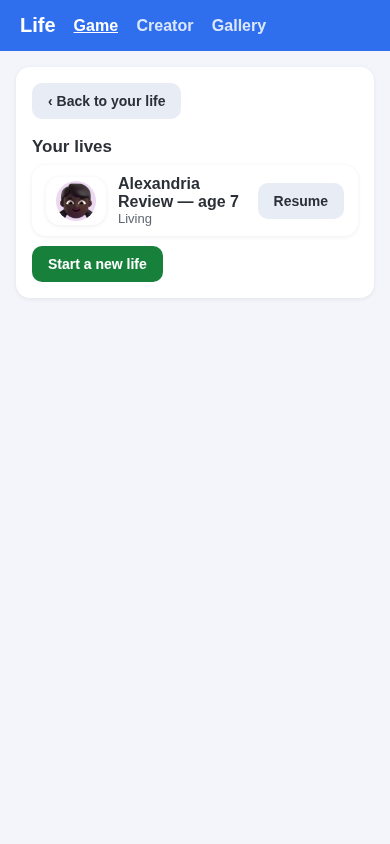 Life Game Creator Gallery
‹ Back to your life
Your lives
Alexandria
Review — age 7
Living
Resume
Start a new life